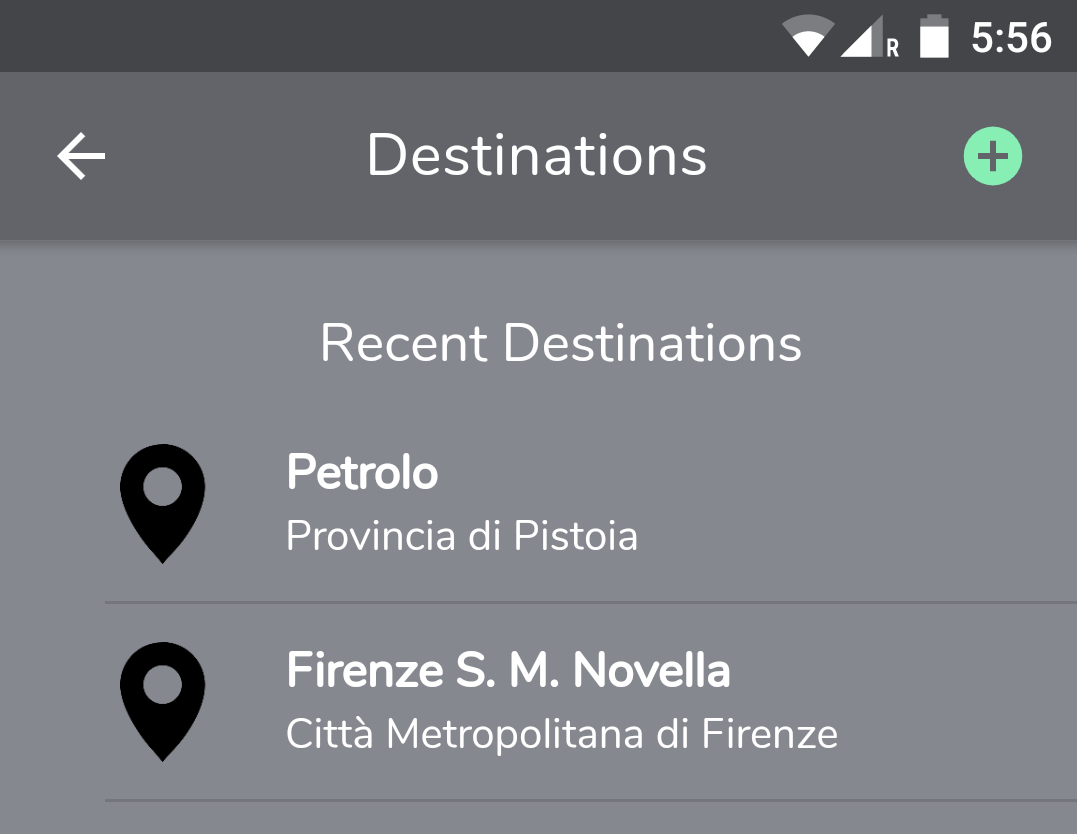 R 5:56
Destinations
Recent Destinations
Petrolo
Provincia di Pistoia
Firenze S. M. Novella
Città Metropolitana di Firenze